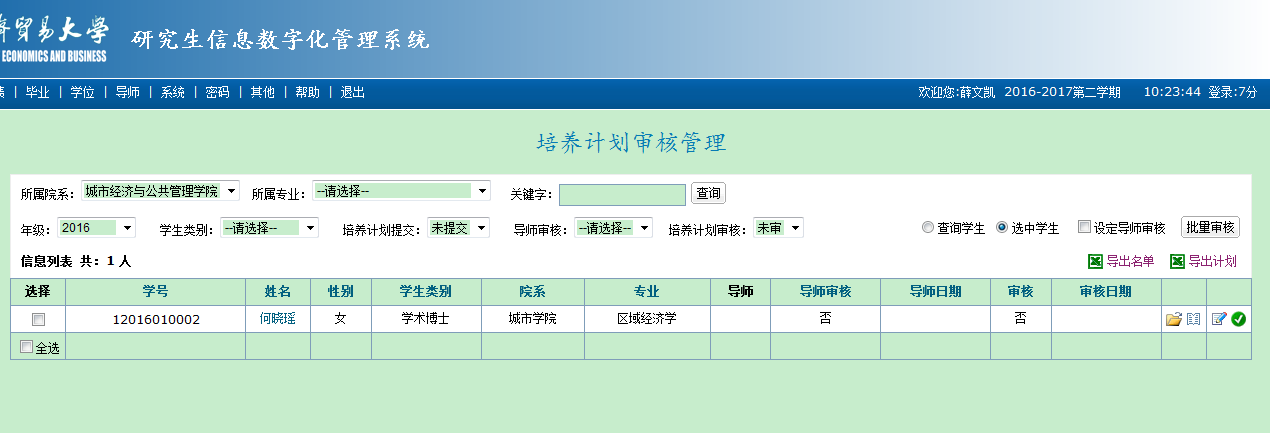 贸易大学 研究生信息数字化管理系统
ECONOMICS AND BUSINESS
| 毕业 | 学位 | 导师 | 系统 | 密码 | 其他 | 帮助 | 退出 欢迎您:薛文凯 2016-2017第二学期 10:23:44 登录:7分
培养计划审核管理
所属院系: 城市经济与公共管理学院 所属专业: --请选择-- 关键字: 查询
年级: 2016 学生类别: --请选择-- 培养计划提交: 未提交 导师审核: --请选择-- 培养计划审核: 未审 查询学生 选中学生 设定导师审核 批量审核
信息列表 共: 1 人 导出名单 导出计划
选择 学号 姓名 性别 学生类别 院系 专业 导师 导师审核 导师日期 审核 审核日期
12016010002 何晓瑶 女 学术博士 城市学院 区域经济学 否 否
全选